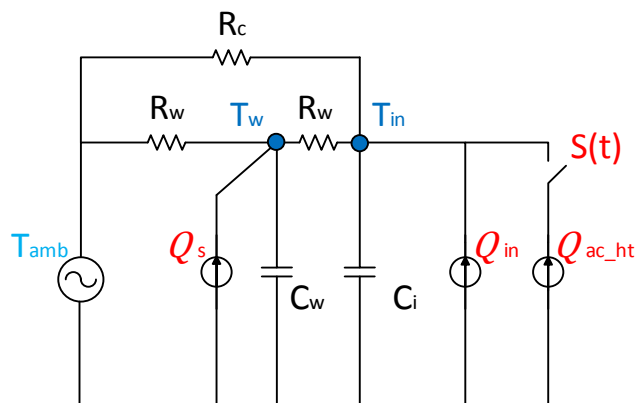 Rc
Rw
Tw
Rw
Tin
S(t)
Tamb
Qs
Cw
Ci
Qin
Qac_ht